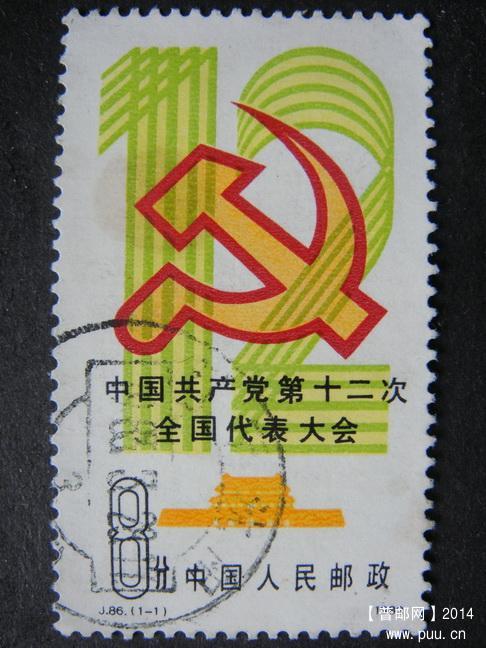 12
中国共产党第十二次
全国代表大会
8分 中国人民邮政
J.86.(1-1)
【普邮网】2014
www.puu.cn